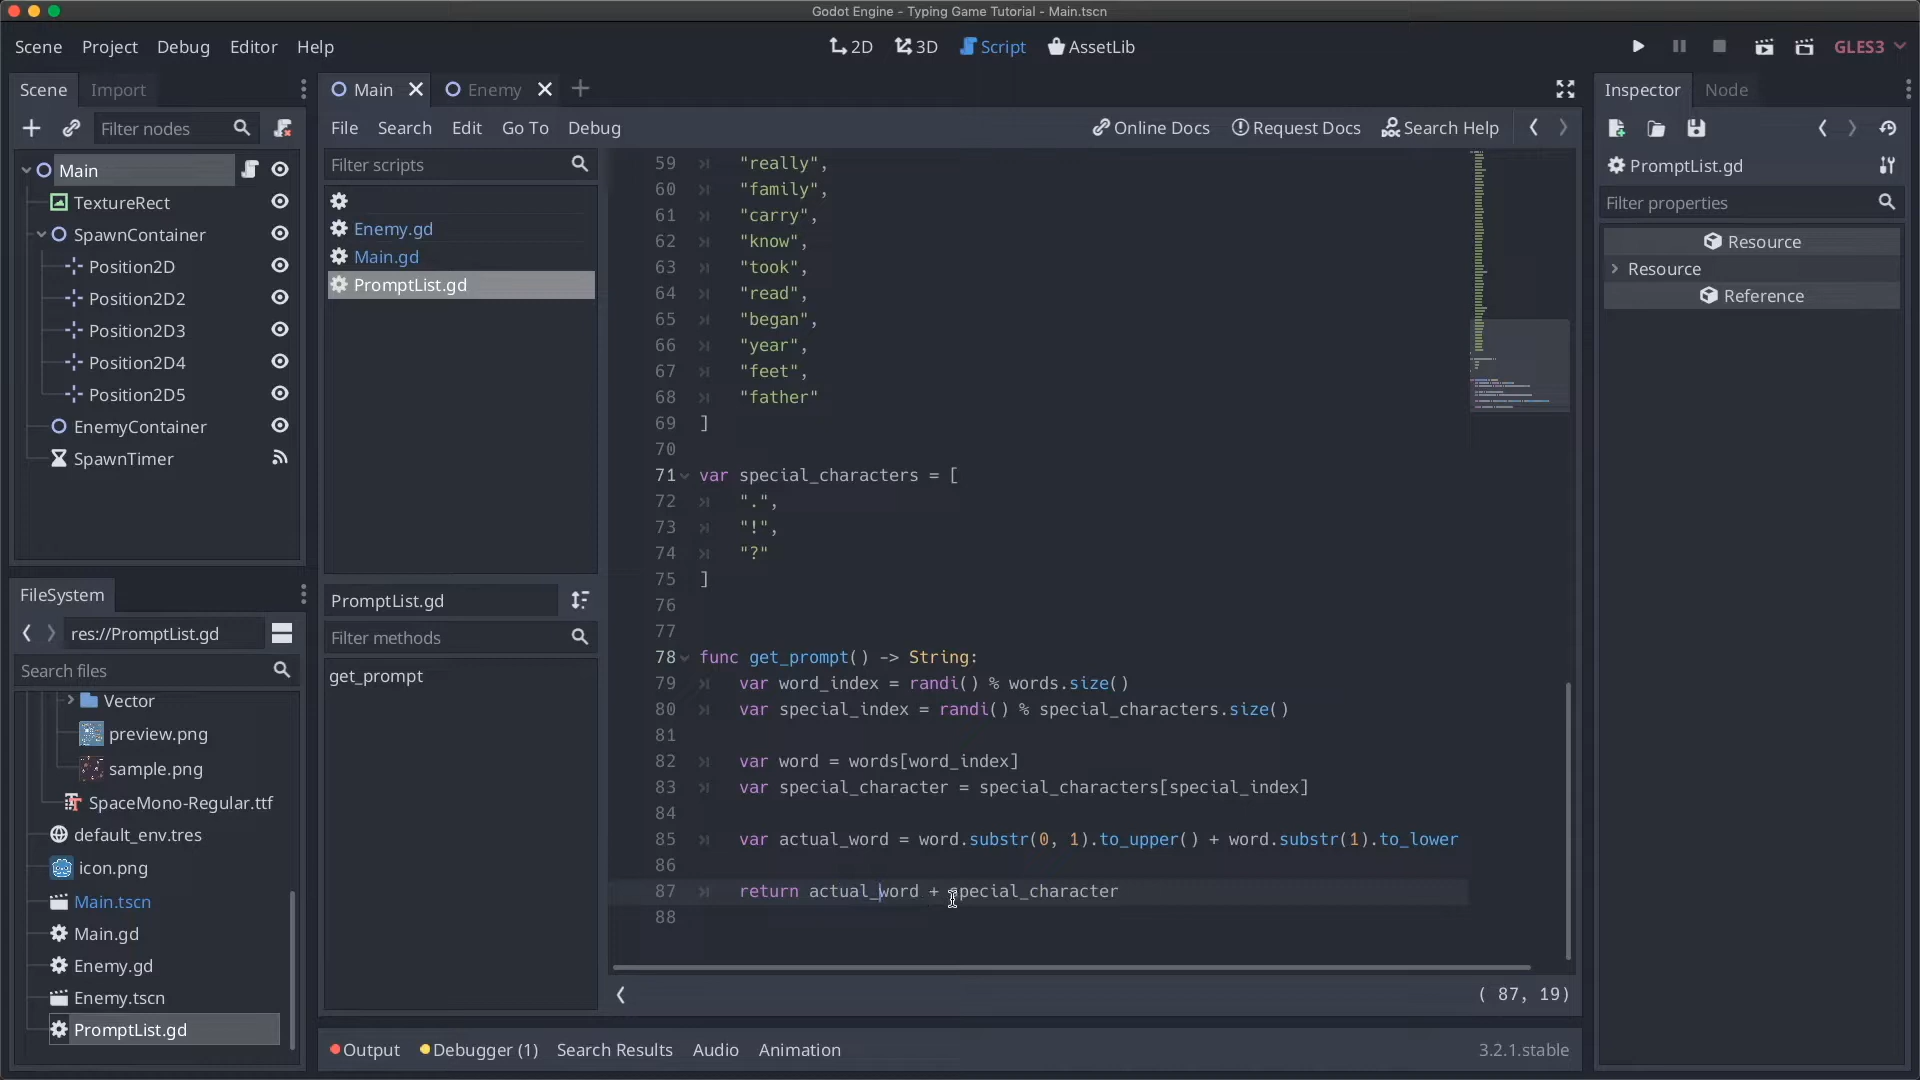 Godot Engine - Typing Game Tutorial - Main.tscn
Scene Project Debug Editor Help
2D 3D Script AssetLib
GLES3
Scene Import
Filter nodes
Main
TextureRect
SpawnContainer
Position2D
Position2D2
Position2D3
Position2D4
Position2D5
EnemyContainer
SpawnTimer
FileSystem
res://PromptList.gd
Search files
Vector
preview.png
sample.png
SpaceMono-Regular.ttf
default_env.tres
icon.png
Main.tscn
Main.gd
Enemy.gd
Enemy.tscn
PromptList.gd
Main Enemy
File Search Edit Go To Debug
Online Docs Request Docs Search Help
Filter scripts
Enemy.gd
Main.gd
PromptList.gd
PromptList.gd
Filter methods
get_prompt
59 "really",
60 "family",
61 "carry",
62 "know",
63 "took",
64 "read",
65 "began",
66 "year",
67 "feet",
68 "father"
69 ]
70
71 var special_characters = [
72 ".",
73 "!",
74 "?"
75 ]
76
77
78 func get_prompt() -> String:
79 var word_index = randi() % words.size()
80 var special_index = randi() % special_characters.size()
81
82 var word = words[word_index]
83 var special_character = special_characters[special_index]
84
85 var actual_word = word.substr(0, 1).to_upper() + word.substr(1).to_lower
86
87 return actual_word + special_character
88
( 87, 19)
Output Debugger (1) Search Results Audio Animation
3.2.1.stable
Inspector Node
PromptList.gd
Filter properties
Resource
Resource
Reference